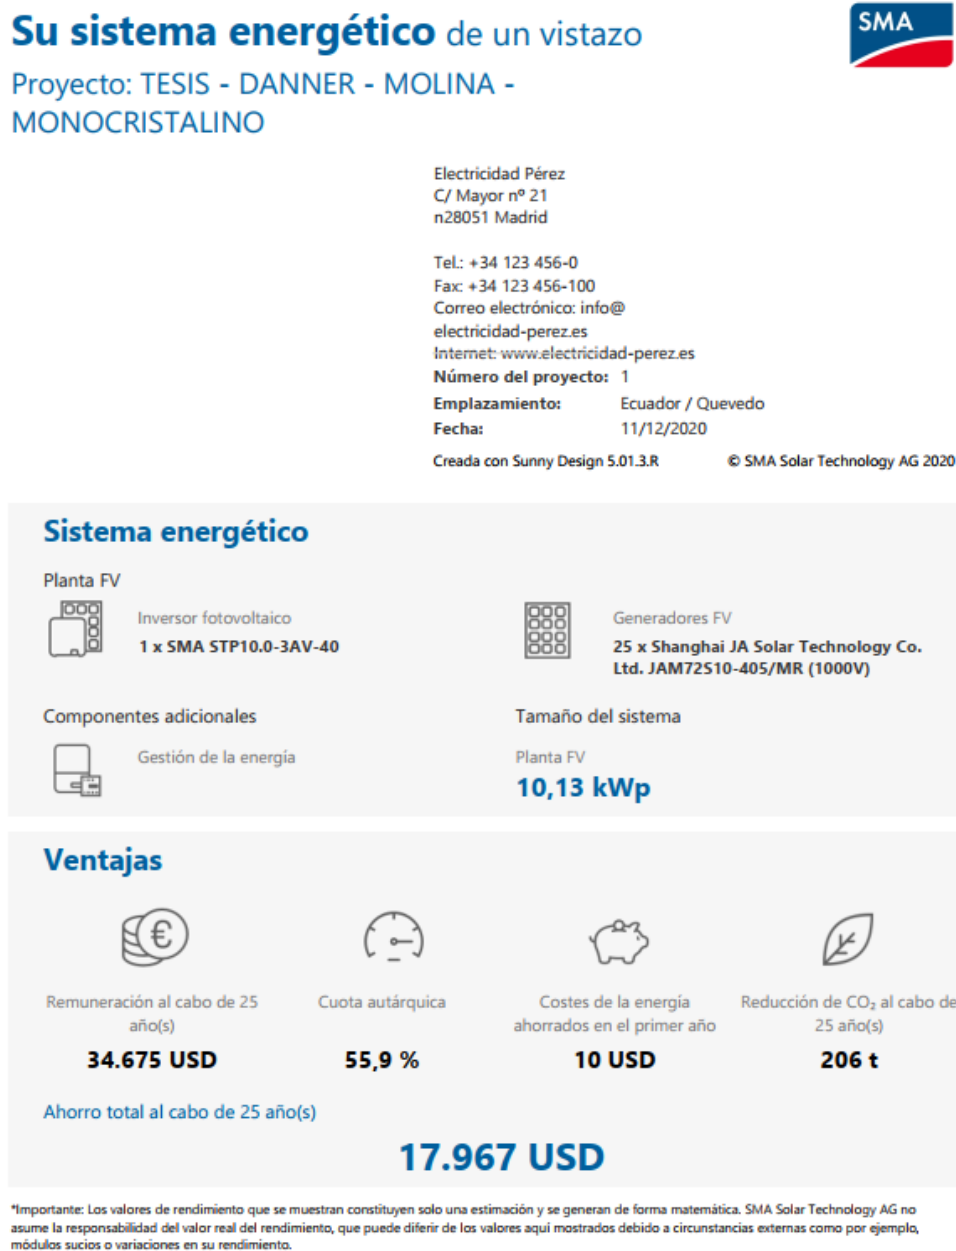 Su sistema energético de un vistazo
SMA
Proyecto: TESIS - DANNER - MOLINA -
MONOCRISTALINO
Electricidad Pérez
C/ Mayor nº 21
n28051 Madrid
Tel.: +34 123 456-0
Fax: +34 123 456-100
Correo electrónico: info@
electricidad-perez.es
Internet: www.electricidad-perez.es
Número del proyecto: 1
Emplazamiento: Ecuador / Quevedo
Fecha: 11/12/2020
Creada con Sunny Design 5.01.3.R © SMA Solar Technology AG 2020
Sistema energético
Planta FV
Inversor fotovoltaico
1 x SMA STP10.0-3AV-40
Generadores FV
25 x Shanghai JA Solar Technology Co.
Ltd. JAM72S10-405/MR (1000V)
Componentes adicionales
Gestión de la energía
Tamaño del sistema
Planta FV
10,13 kWp
Ventajas
Remuneración al cabo de 25
año(s)
34.675 USD
Cuota autárquica
55,9 %
Costes de la energía
ahorrados en el primer año
10 USD
Reducción de CO₂ al cabo de
25 año(s)
206 t
Ahorro total al cabo de 25 año(s)
17.967 USD
*Importante: Los valores de rendimiento que se muestran constituyen solo una estimación y se generan de forma matemática. SMA Solar Technology AG no
asume la responsabilidad del valor real del rendimiento, que puede diferir de los valores aquí mostrados debido a circunstancias externas como por ejemplo,
módulos sucios o variaciones en su rendimiento.